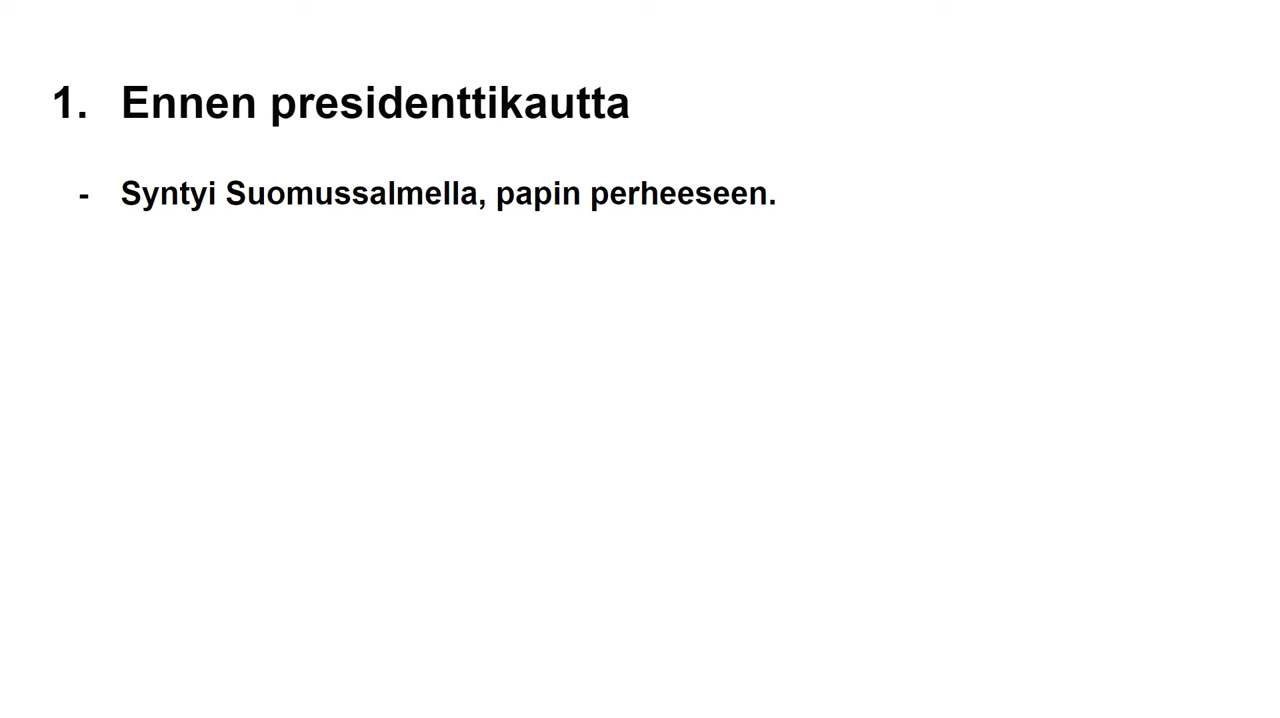 1. Ennen presidenttikautta
- Syntyi Suomussalmella, papin perheeseen.